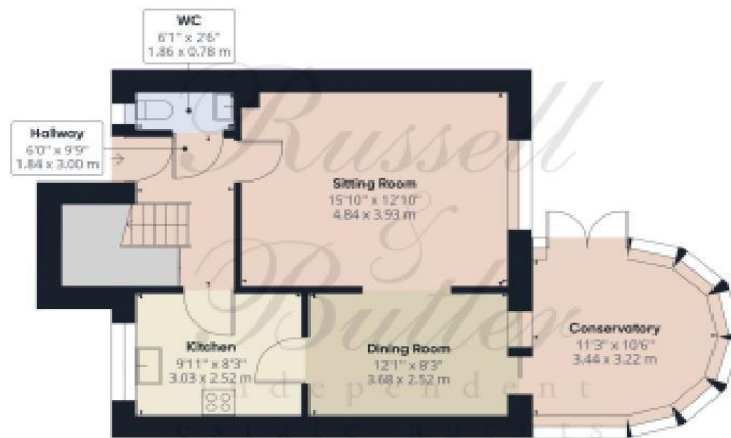 WC
6'1" x 2'6"
1.86 x 0.78 m
Hallway
6'0" x 9'9"
1.84 x 3.00 m
Sitting Room
15'10" x 12'10"
4.84 x 3.93 m
Kitchen
9'11" x 8'3"
3.03 x 2.52 m
Dining Room
12'1" x 8'3"
3.68 x 2.52 m
Conservatory
11'3" x 10'6"
3.44 x 3.22 m
Russell
&
Butler
independent
estate agents